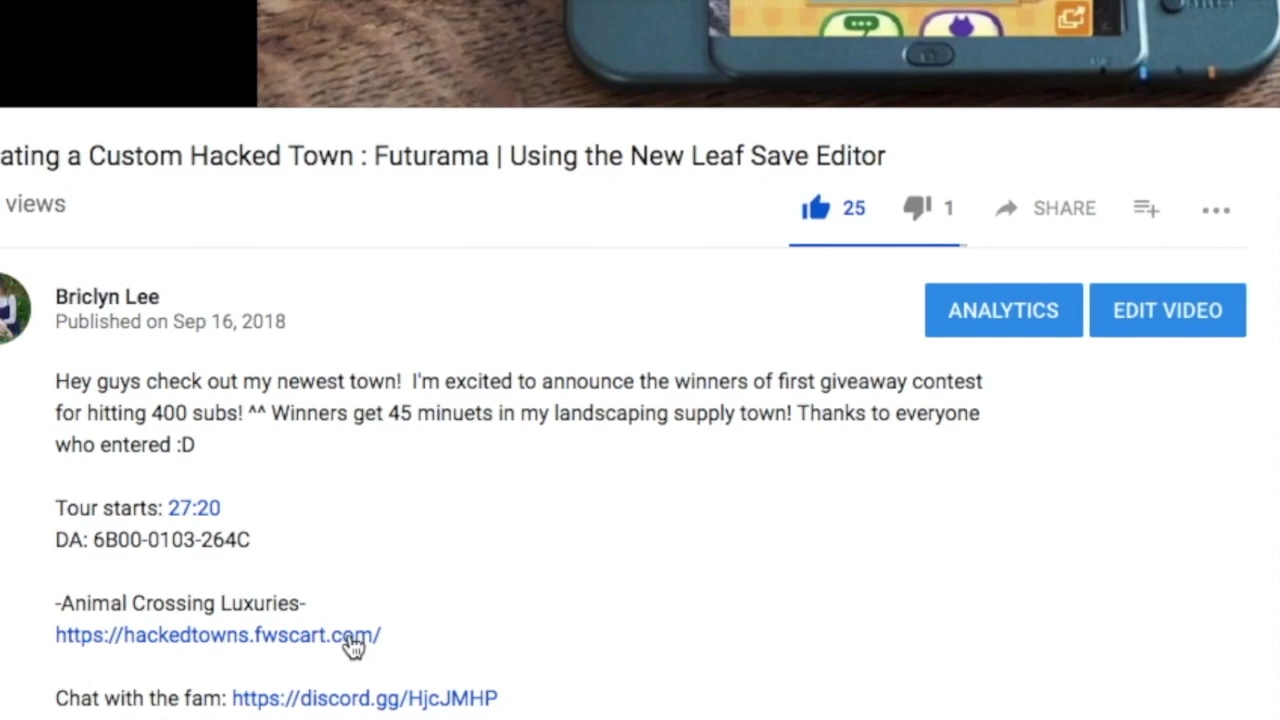 ating a Custom Hacked Town : Futurama | Using the New Leaf Save Editor
views
25
1
SHARE
Briclyn Lee
Published on Sep 16, 2018
ANALYTICS
EDIT VIDEO
Hey guys check out my newest town! I'm excited to announce the winners of first giveaway contest
for hitting 400 subs! ^^ Winners get 45 minuets in my landscaping supply town! Thanks to everyone
who entered :D
Tour starts: 27:20
DA: 6B00-0103-264C
-Animal Crossing Luxuries-
https://hackedtowns.fwscart.com/
Chat with the fam: https://discord.gg/HjcJMHP